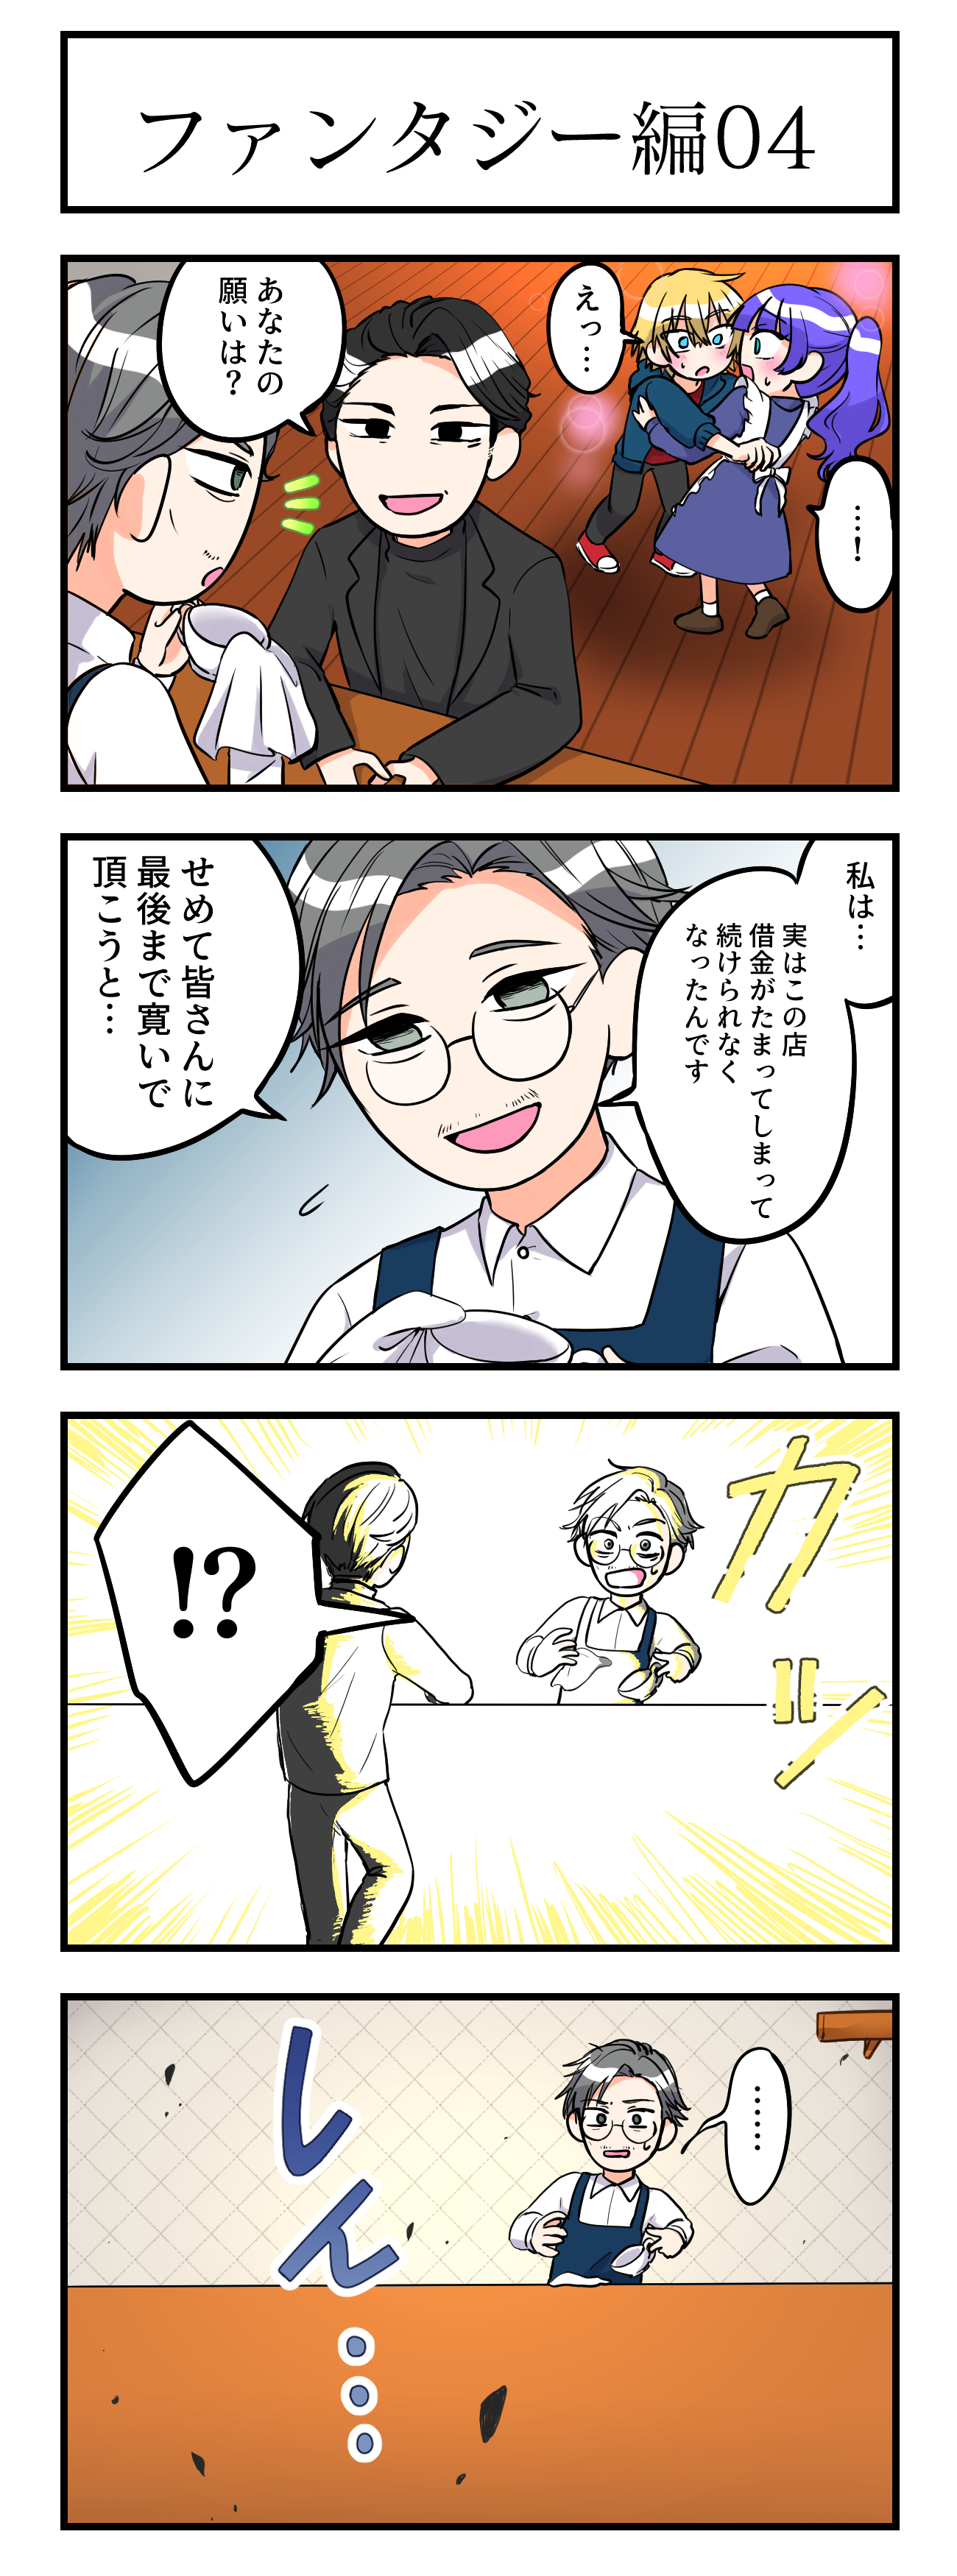 ファンタジー編04
えっ…
…!
あなたの
願いは?
私は…
実はこの店
借金がたまってしまって
続けられなく
なったんです
せめて皆さんに
最後まで寛いで
頂こうと…
カッ
!?
……
しん…